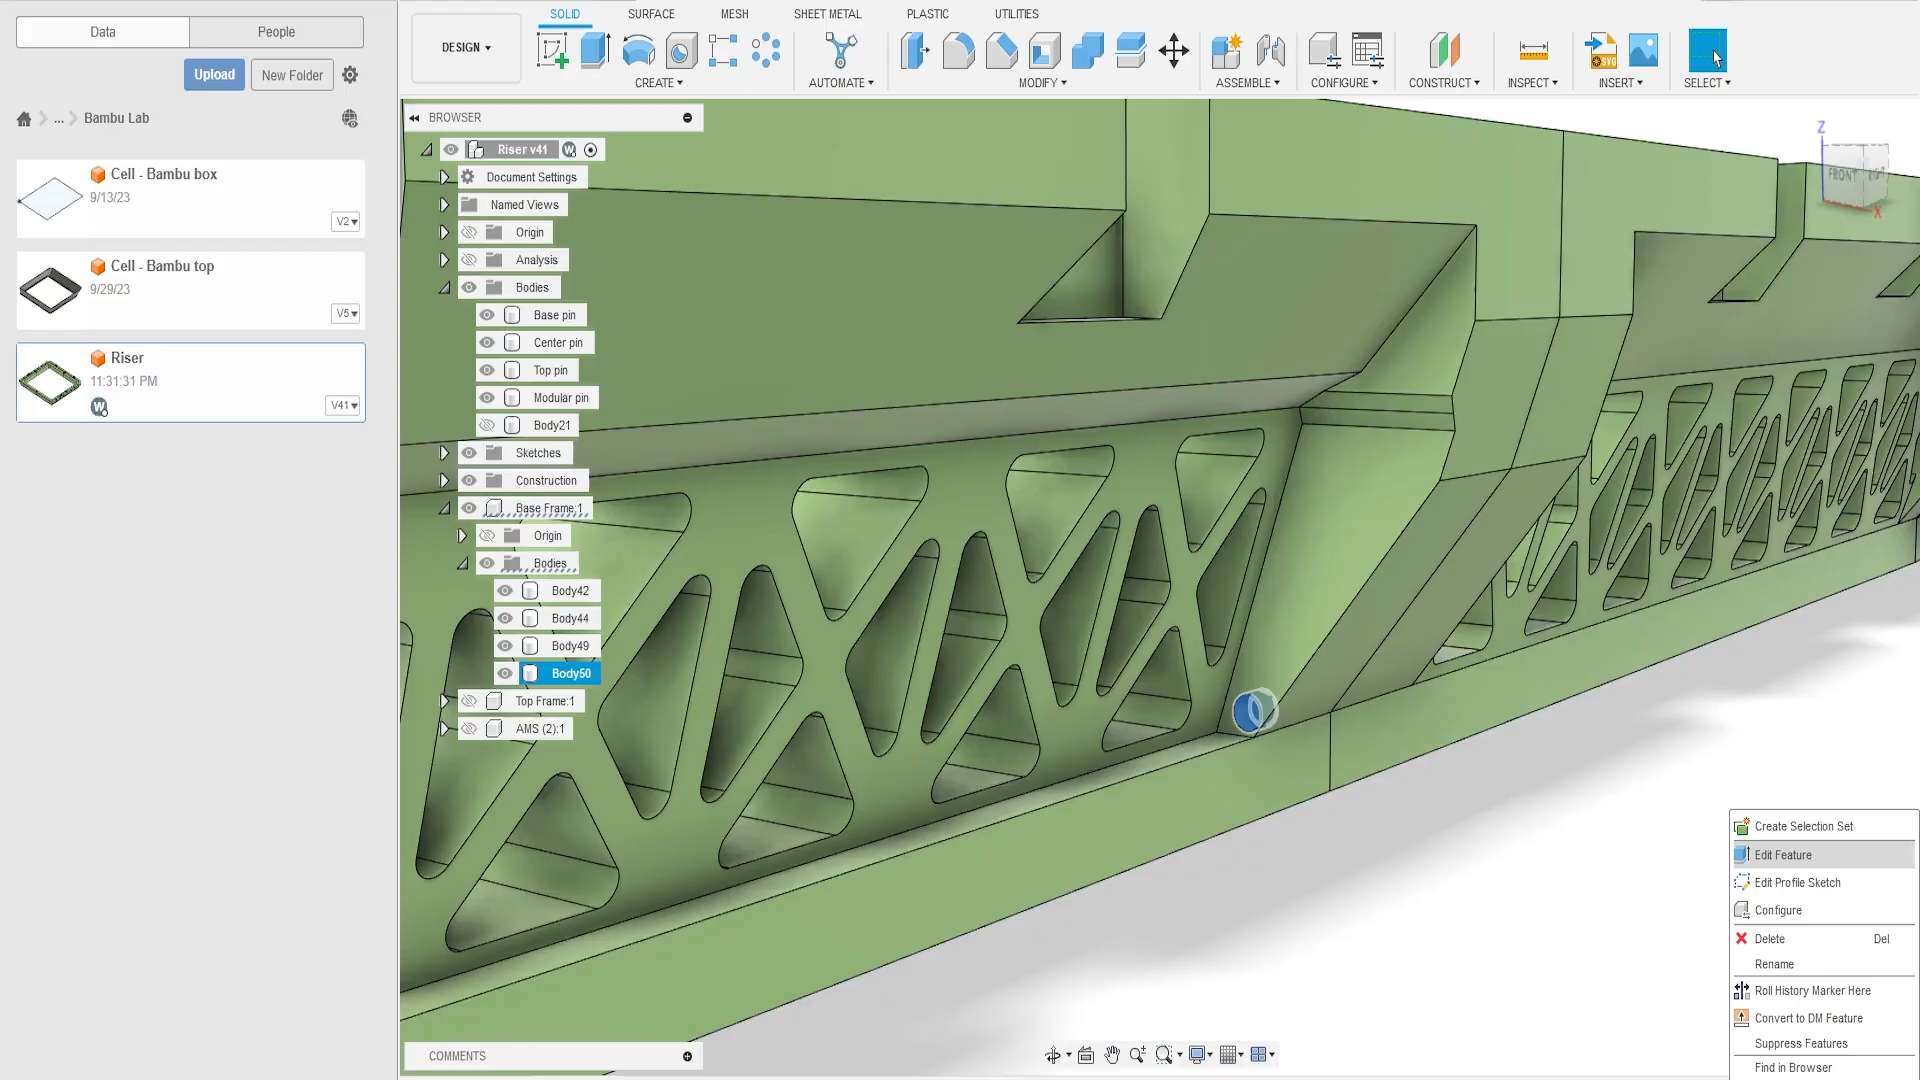 Data People
Upload New Folder
... Bambu Lab
Cell - Bambu box
9/13/23
V2
Cell - Bambu top
9/29/23
V5
Riser
11:31:31 PM
W
V41
DESIGN
SOLID SURFACE MESH SHEET METAL PLASTIC UTILITIES
CREATE AUTOMATE MODIFY ASSEMBLE CONFIGURE CONSTRUCT INSPECT INSERT SELECT
SVG
BROWSER
Riser v41 W
Document Settings
Named Views
Origin
Analysis
Bodies
Base pin
Center pin
Top pin
Modular pin
Body21
Sketches
Construction
Base Frame:1
Origin
Bodies
Body42
Body44
Body49
Body50
Top Frame:1
AMS (2):1
Z
FRONT RIGHT
X
Create Selection Set
Edit Feature
Edit Profile Sketch
Configure
Delete Del
Rename
Roll History Marker Here
Convert to DM Feature
Suppress Features
Find in Browser
COMMENTS